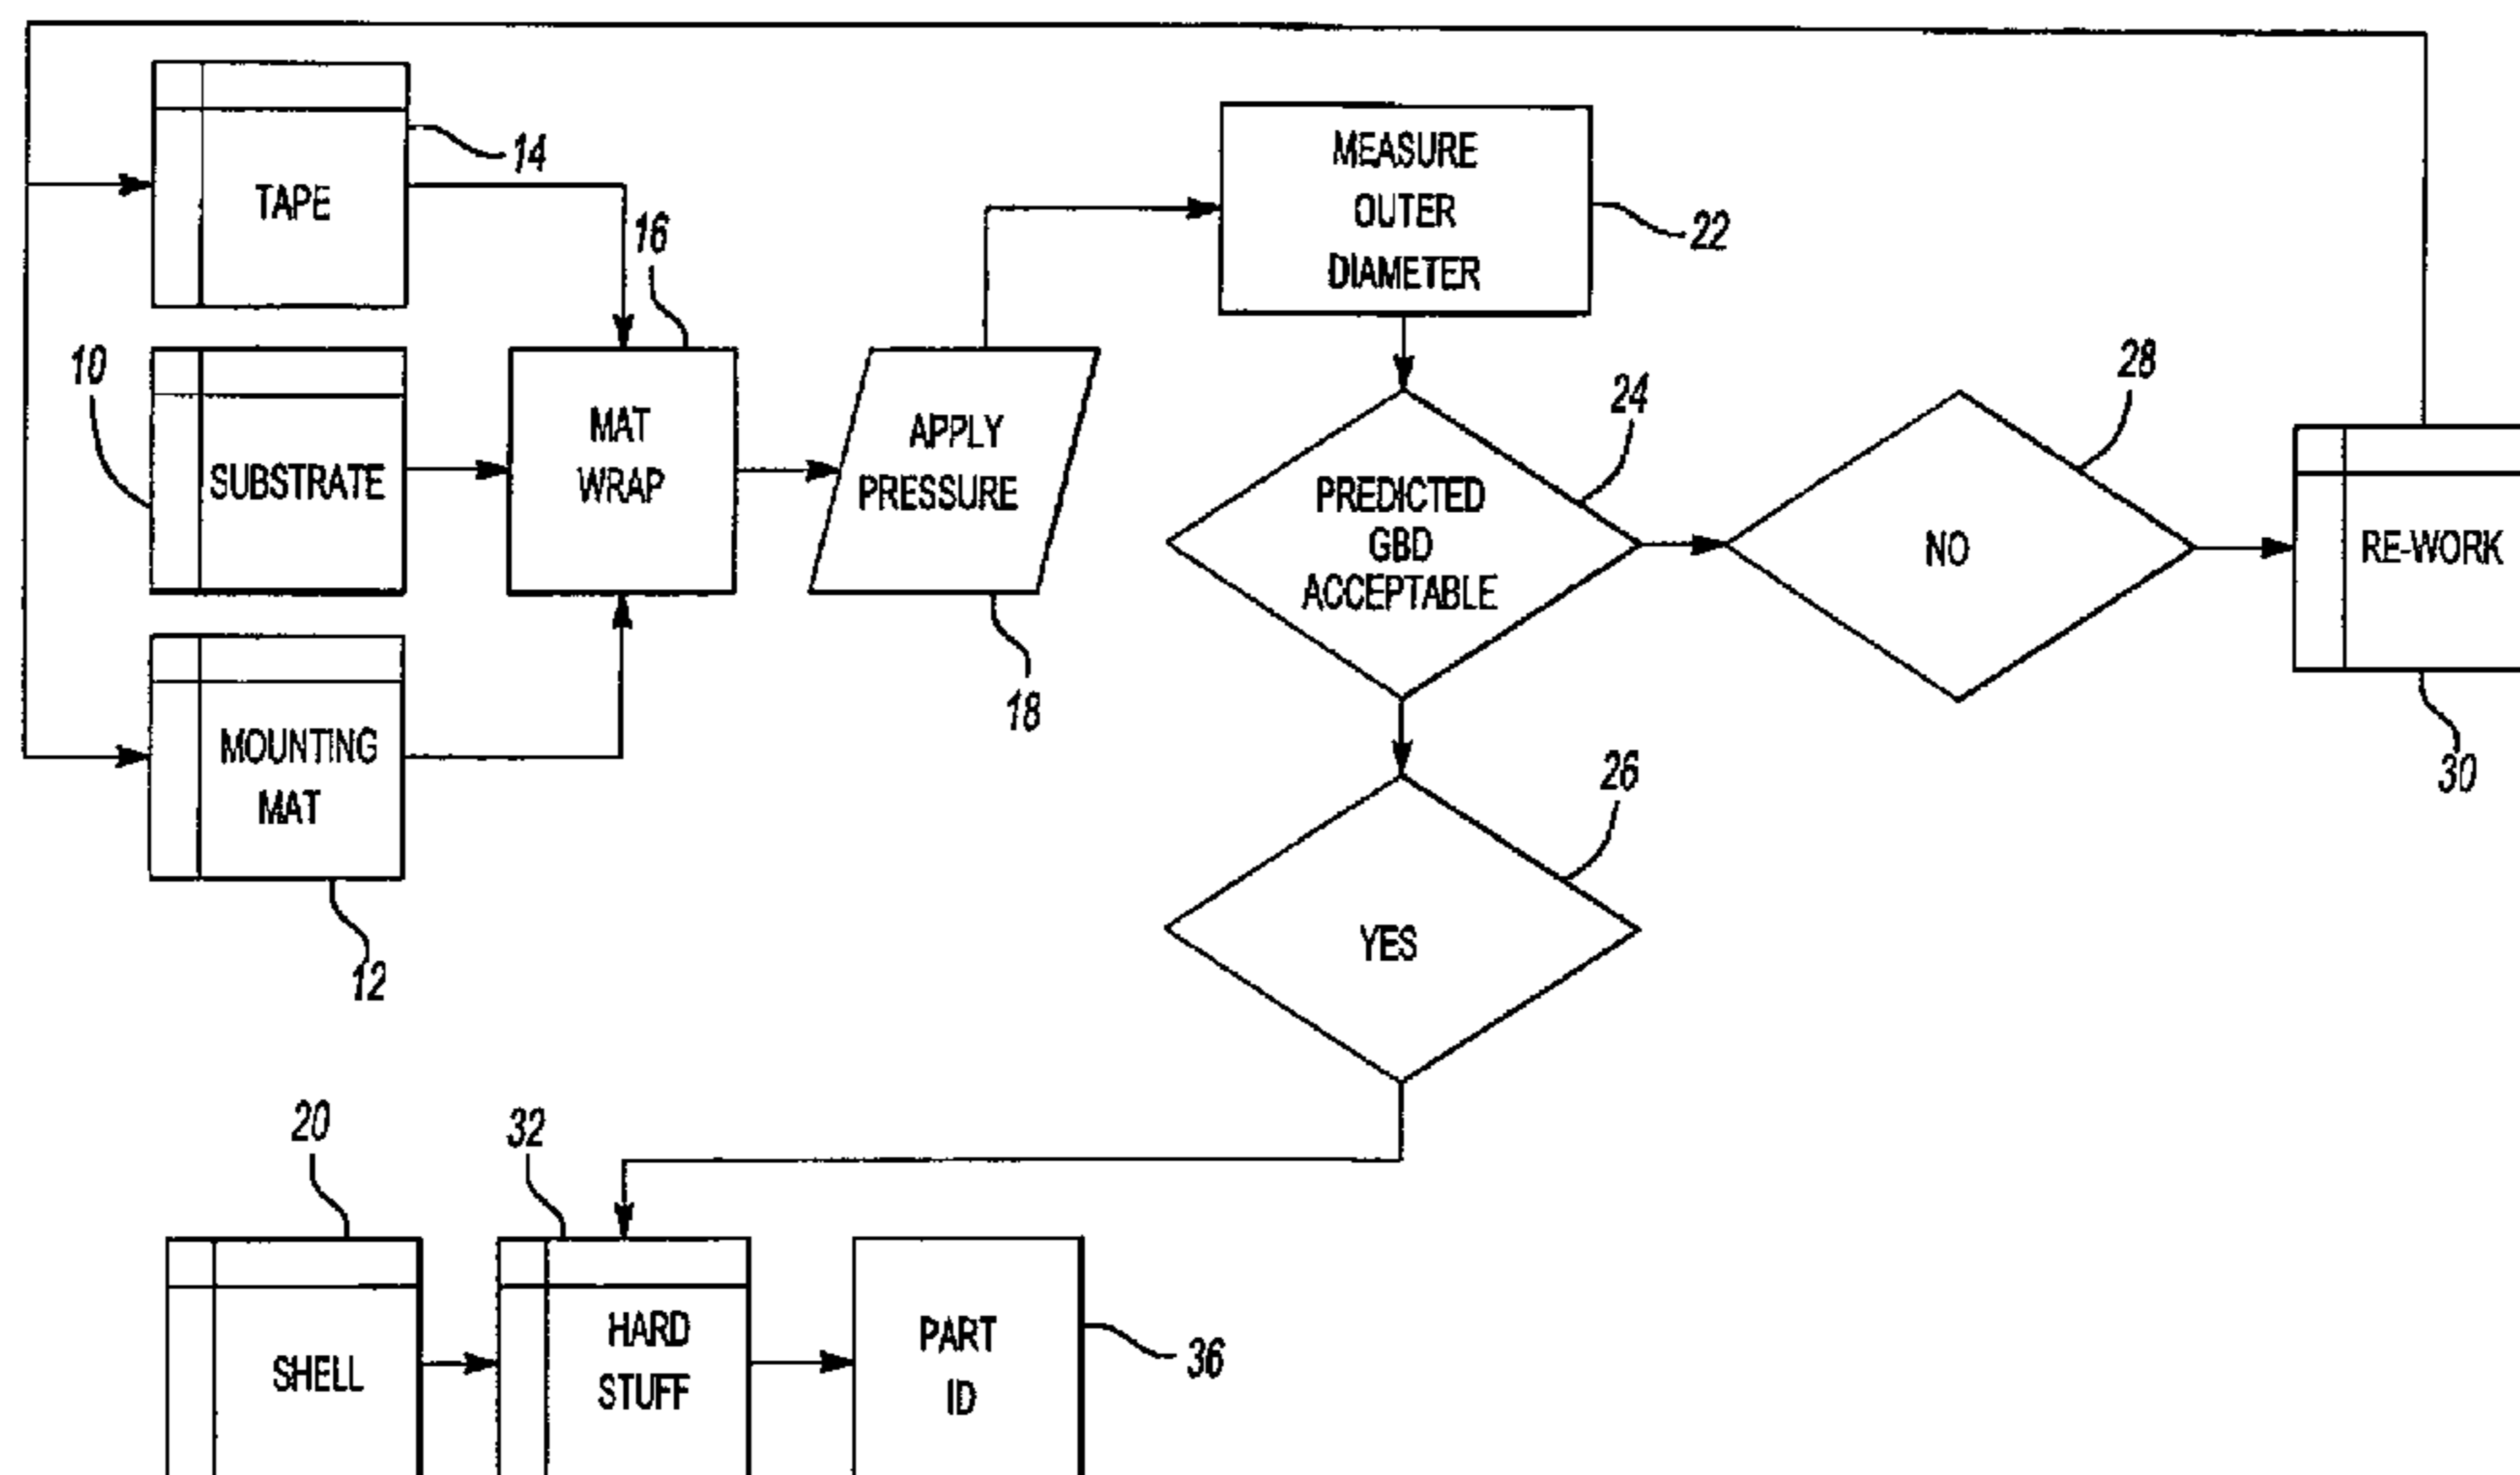 TAPE
14
16
10
SUBSTRATE
MAT
WRAP
APPLY
PRESSURE
18
MOUNTING
MAT
12
MEASURE
OUTER
DIAMETER
22
24
PREDICTED
GBD
ACCEPTABLE
28
NO
RE-WORK
30
26
YES
20
SHELL
32
HARD
STUFF
PART
ID
36